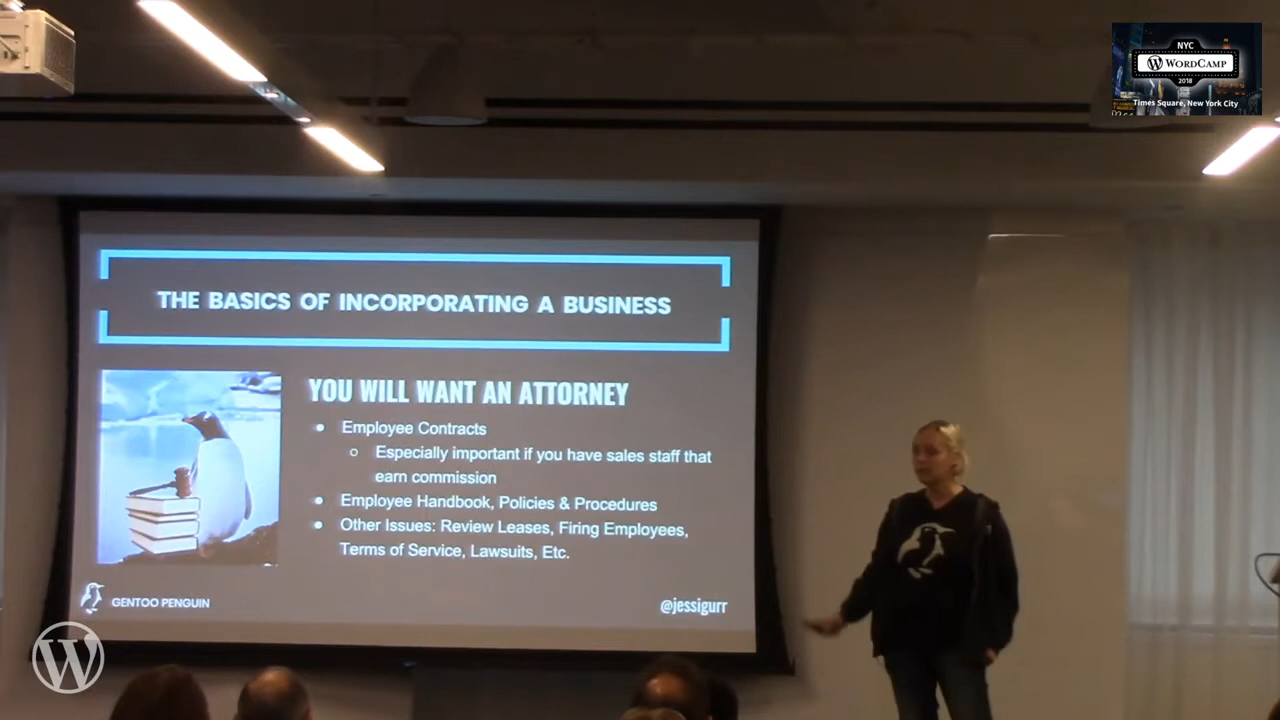 NYC
WORDCAMP
2018
Times Square, New York City
THE BASICS OF INCORPORATING A BUSINESS
YOU WILL WANT AN ATTORNEY
• Employee Contracts
○ Especially important if you have sales staff that
earn commission
• Employee Handbook, Policies & Procedures
• Other Issues: Review Leases, Firing Employees,
Terms of Service, Lawsuits, Etc.
GENTOO PENGUIN
@jessigurr